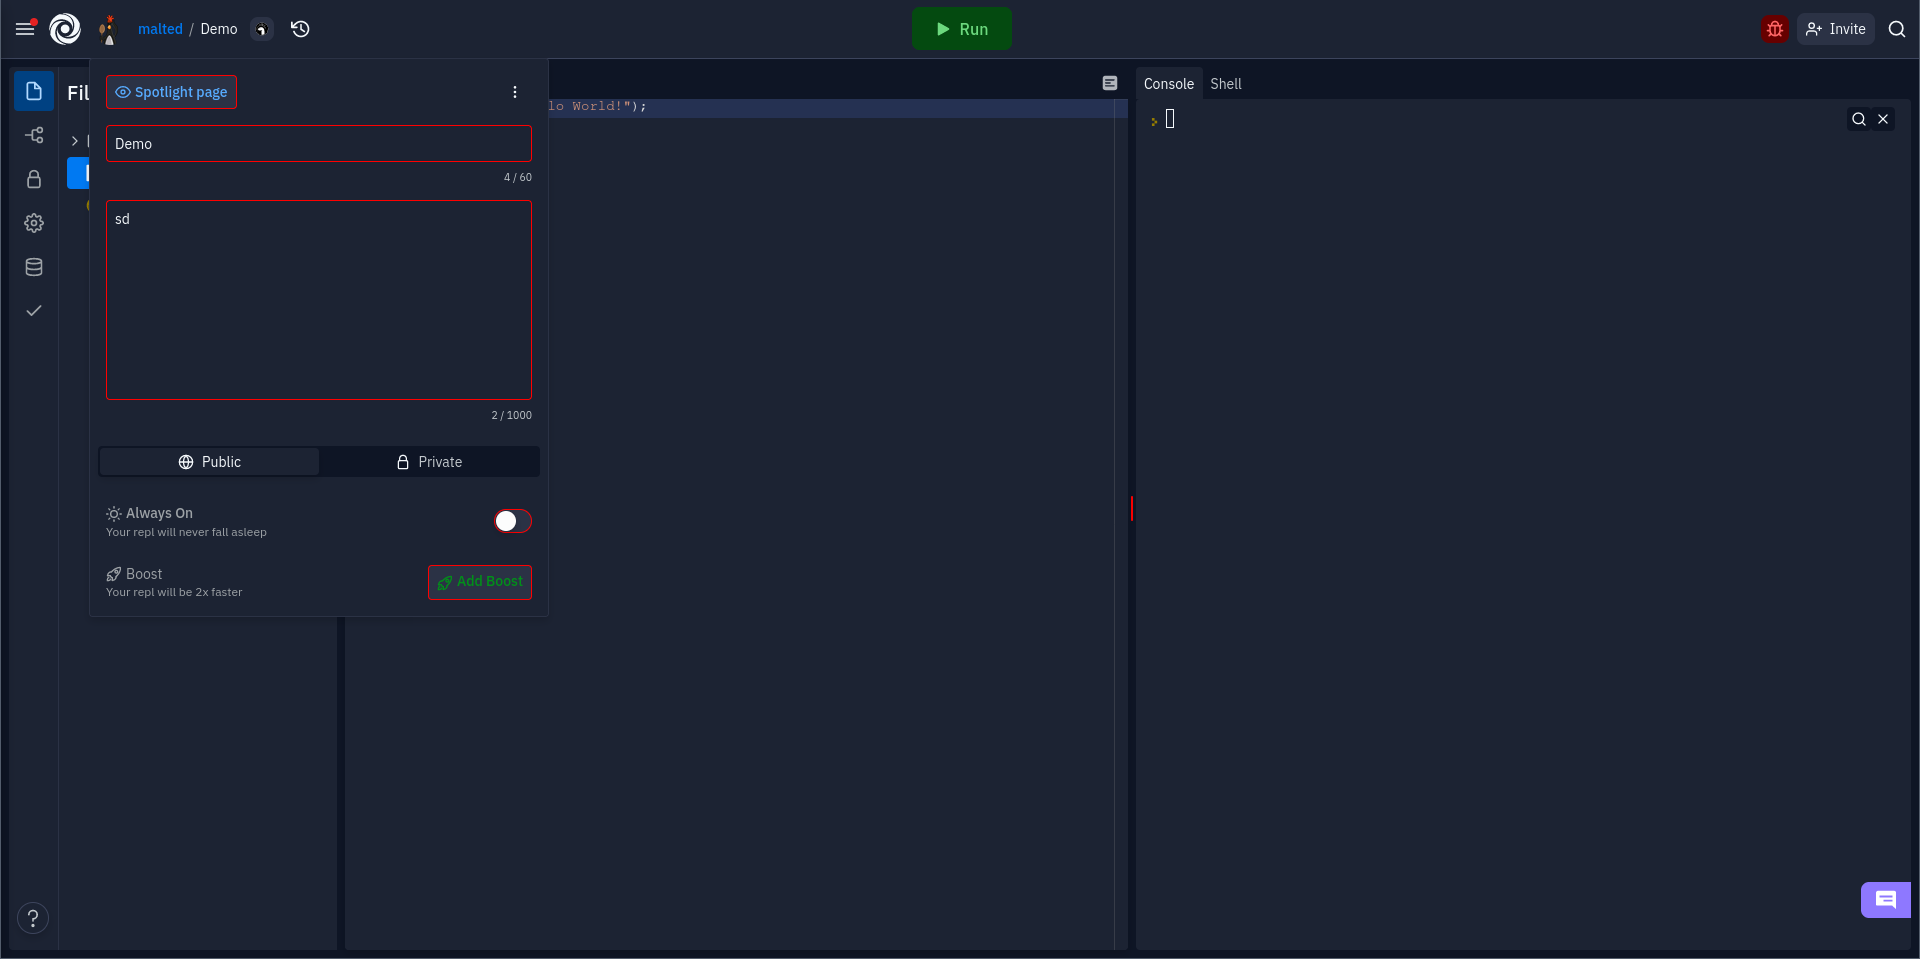 malted / Demo
Run
Invite
Fil
Spotlight page
Demo
4 / 60
sd
2 / 1000
Public
Private
Always On
Your repl will never fall asleep
Boost
Your repl will be 2x faster
Add Boost
lo World!");
Console
Shell